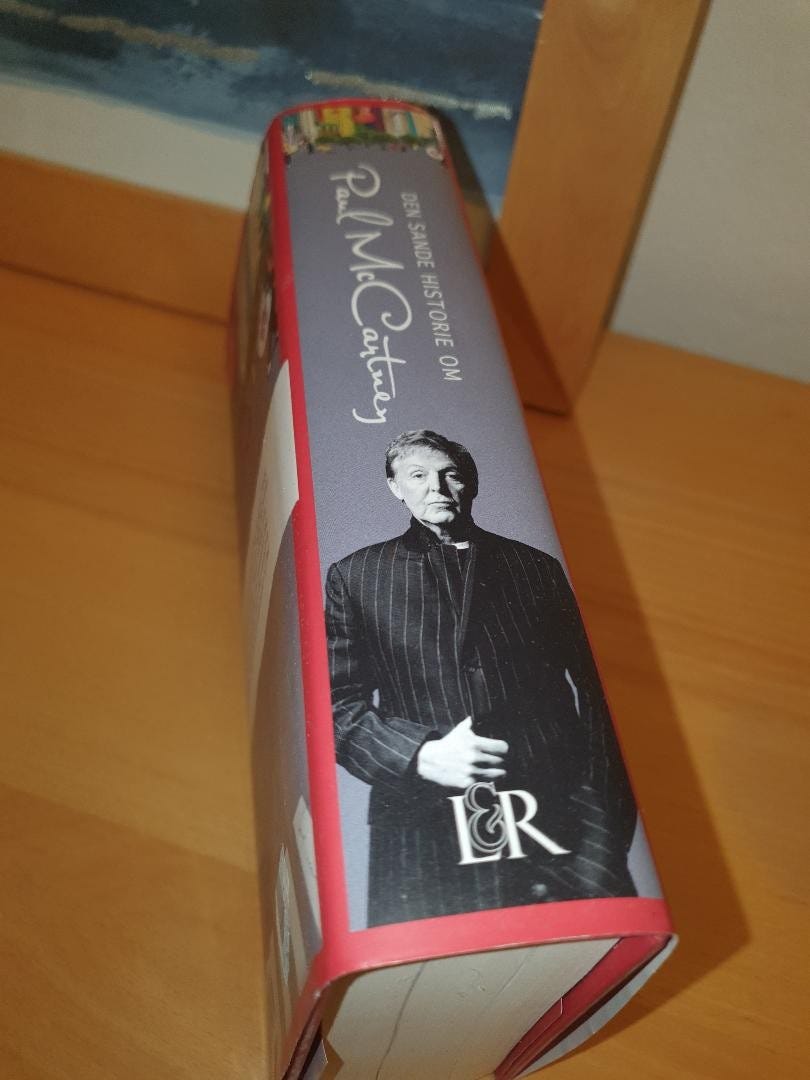 DEN SANDE HISTORIE OM
Paul McCartney
L&R